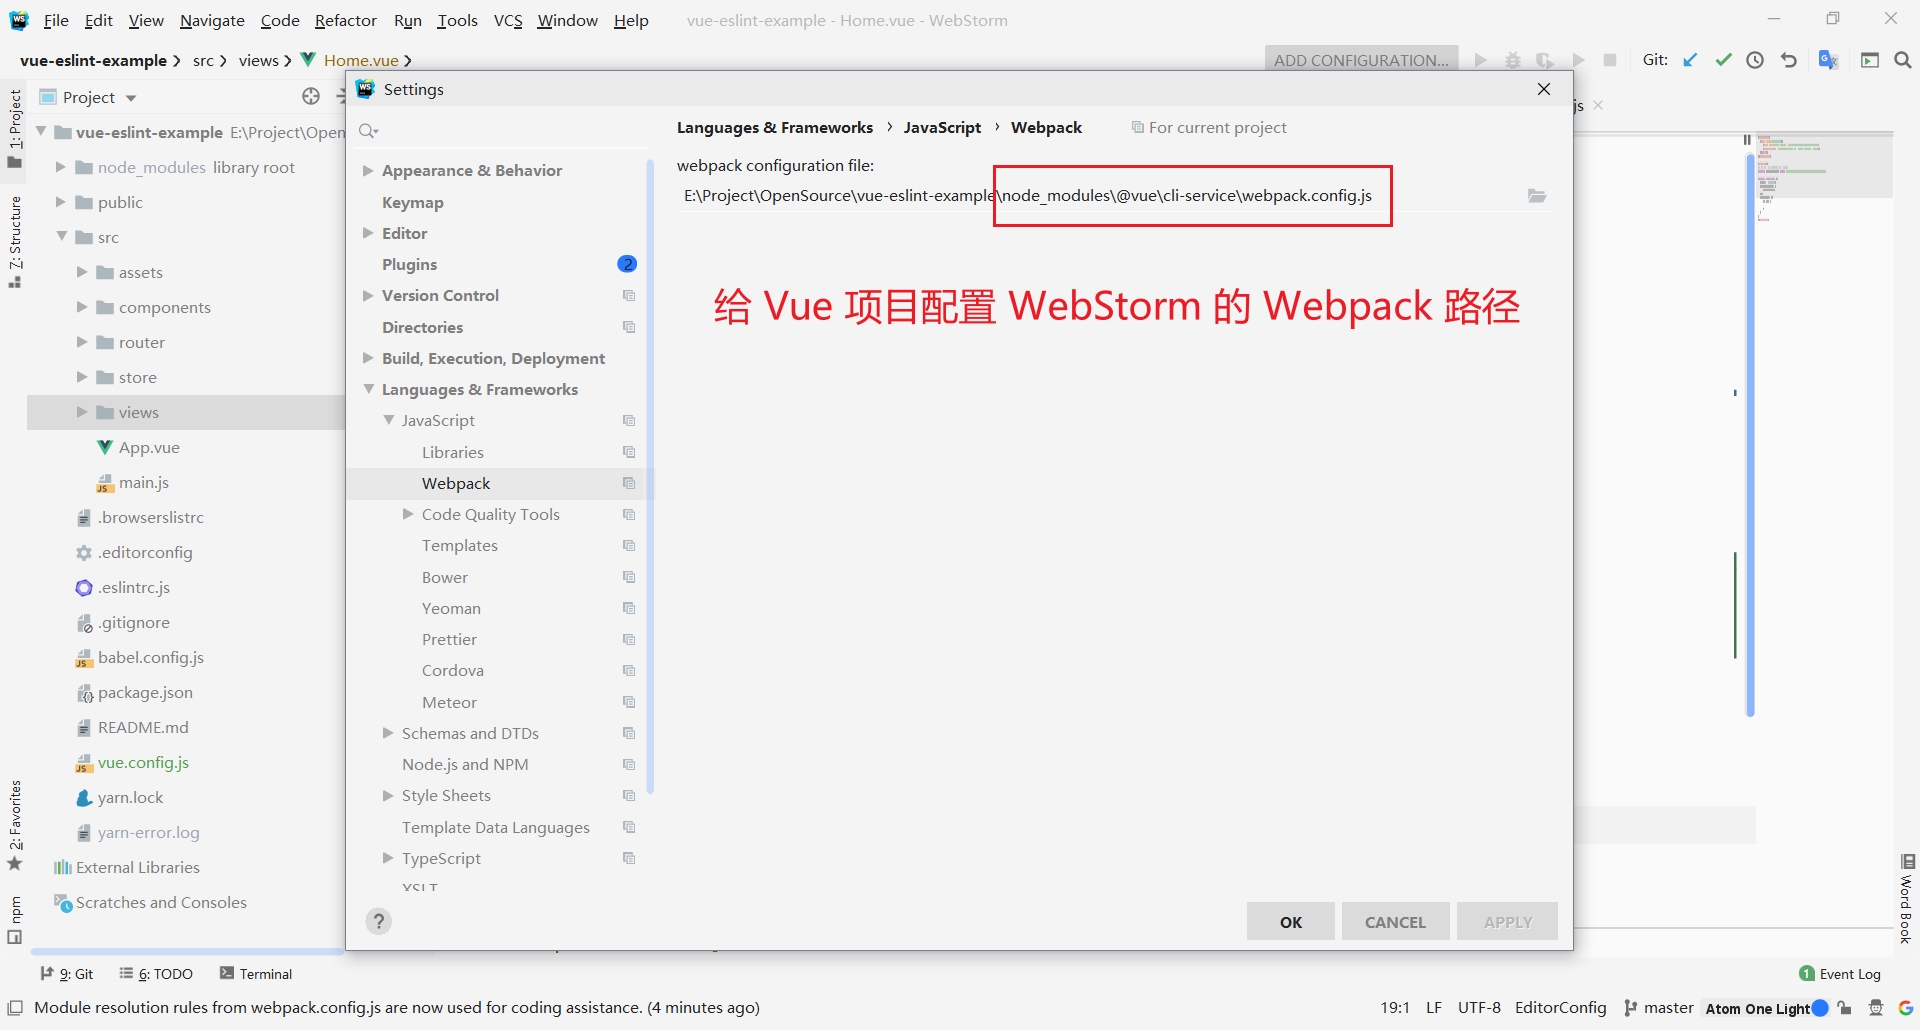 File Edit View Navigate Code Refactor Run Tools VCS Window Help vue-eslint-example - Home.vue - WebStorm
vue-eslint-example src views Home.vue
ADD CONFIGURATION...
Git:
1: Project
7: Structure
2: Favorites
npm
Project
vue-eslint-example E:\Project\Open
node_modules library root
public
src
assets
components
router
store
views
App.vue
main.js
.browserslistrc
.editorconfig
.eslintrc.js
.gitignore
babel.config.js
package.json
README.md
vue.config.js
yarn.lock
yarn-error.log
External Libraries
Scratches and Consoles
Settings
Appearance & Behavior
Keymap
Editor
Plugins 2
Version Control
Directories
Build, Execution, Deployment
Languages & Frameworks
JavaScript
Libraries
Webpack
Code Quality Tools
Templates
Bower
Yeoman
Prettier
Cordova
Meteor
Schemas and DTDs
Node.js and NPM
Style Sheets
Template Data Languages
TypeScript
XSLT
Languages & Frameworks › JavaScript › Webpack For current project
webpack configuration file:
E:\Project\OpenSource\vue-eslint-example\node_modules\@vue\cli-service\webpack.config.js
给 Vue 项目配置 WebStorm 的 Webpack 路径
?
OK CANCEL APPLY
js
Word Book
9: Git 6: TODO Terminal
1 Event Log
Module resolution rules from webpack.config.js are now used for coding assistance. (4 minutes ago)
19:1 LF UTF-8 EditorConfig master Atom One Light